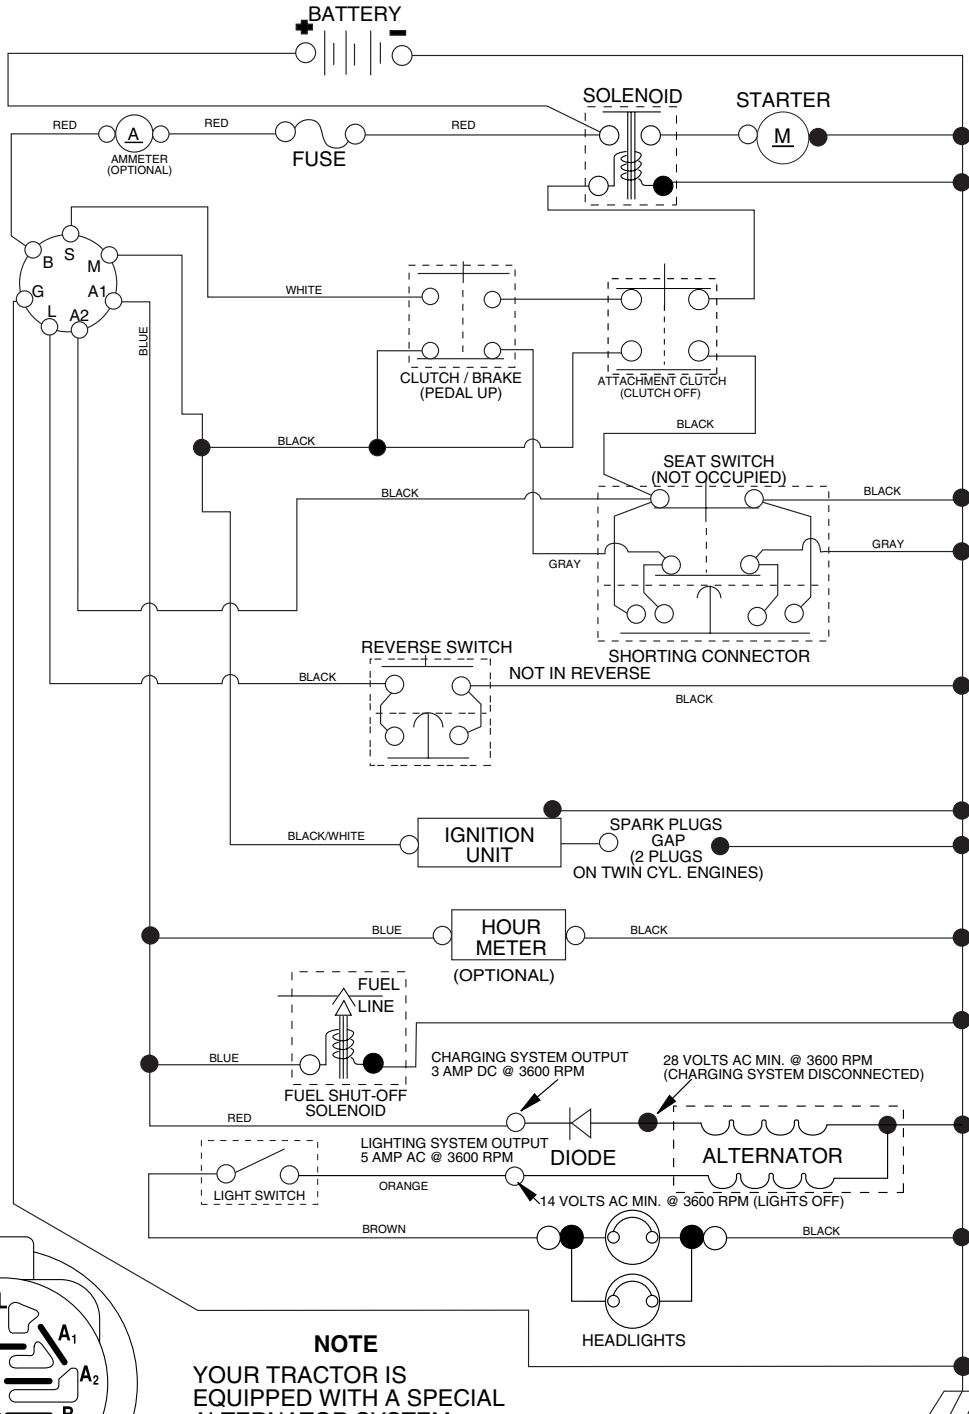 BATTERY
+
-
SOLENOID
STARTER
RED
A
RED
RED
M
AMMETER
(OPTIONAL)
FUSE
B
S
M
G
A1
L
A2
BLUE
WHITE
CLUTCH / BRAKE
(PEDAL UP)
ATTACHMENT CLUTCH
(CLUTCH OFF)
BLACK
BLACK
SEAT SWITCH
(NOT OCCUPIED)
BLACK
BLACK
GRAY
GRAY
REVERSE SWITCH
SHORTING CONNECTOR
BLACK
NOT IN REVERSE
BLACK
BLACK/WHITE
IGNITION
UNIT
SPARK PLUGS
GAP
(2 PLUGS
ON TWIN CYL. ENGINES)
BLUE
HOUR
METER
BLACK
(OPTIONAL)
FUEL
LINE
BLUE
FUEL SHUT-OFF
SOLENOID
CHARGING SYSTEM OUTPUT
3 AMP DC @ 3600 RPM
28 VOLTS AC MIN. @ 3600 RPM
(CHARGING SYSTEM DISCONNECTED)
RED
LIGHTING SYSTEM OUTPUT
5 AMP AC @ 3600 RPM
DIODE
ALTERNATOR
LIGHT SWITCH
ORANGE
14 VOLTS AC MIN. @ 3600 RPM (LIGHTS OFF)
BROWN
BLACK
HEADLIGHTS
L
A1
A2
B
NOTE
YOUR TRACTOR IS
EQUIPPED WITH A SPECIAL
ALTERNATOR SYSTEM